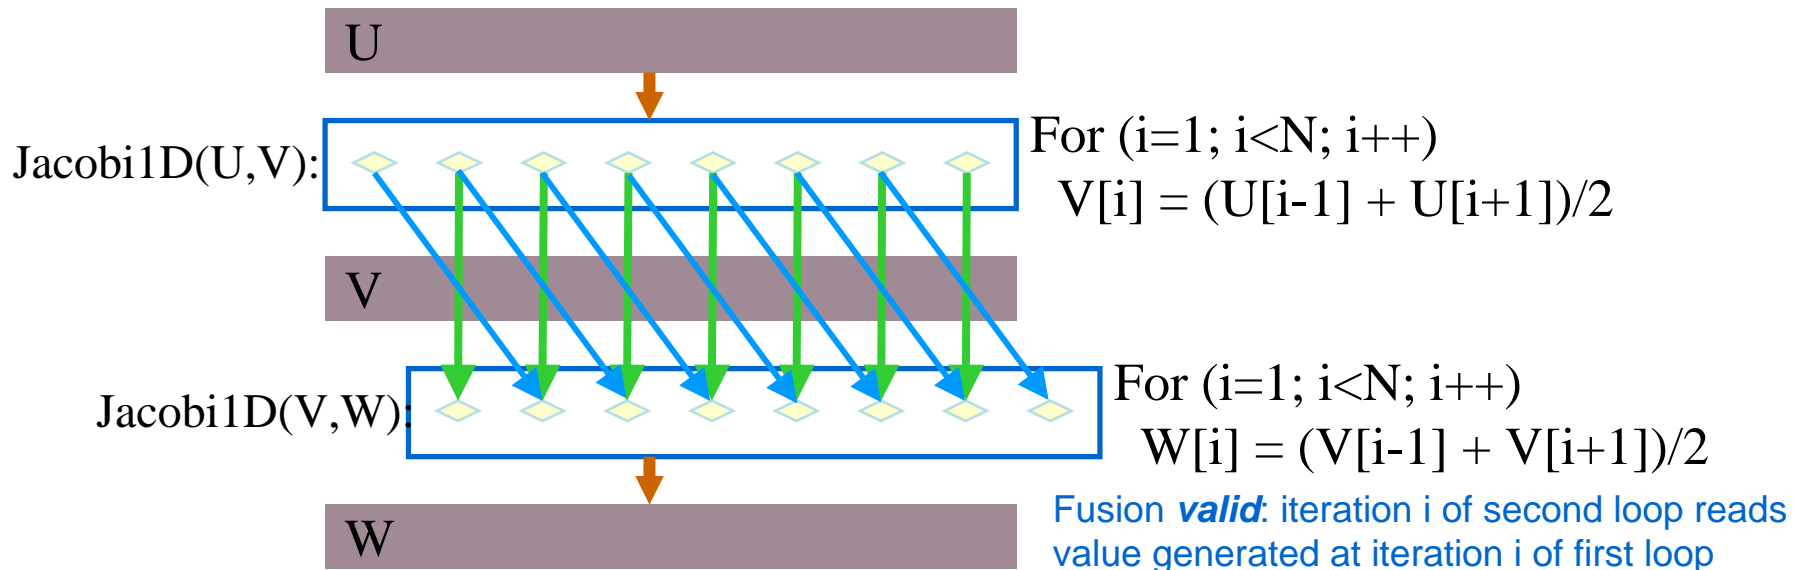 U
For (i=1; i<N; i++)
Jacobi1D(U,V):
V[i] = (U[i-1] + U[i+1])/2
V
For (i=1; i<N; i++)
Jacobi1D(V,W):
W[i] = (V[i-1] + V[i+1])/2
Fusion valid: iteration i of second loop reads
W
value generated at iteration i of first loop